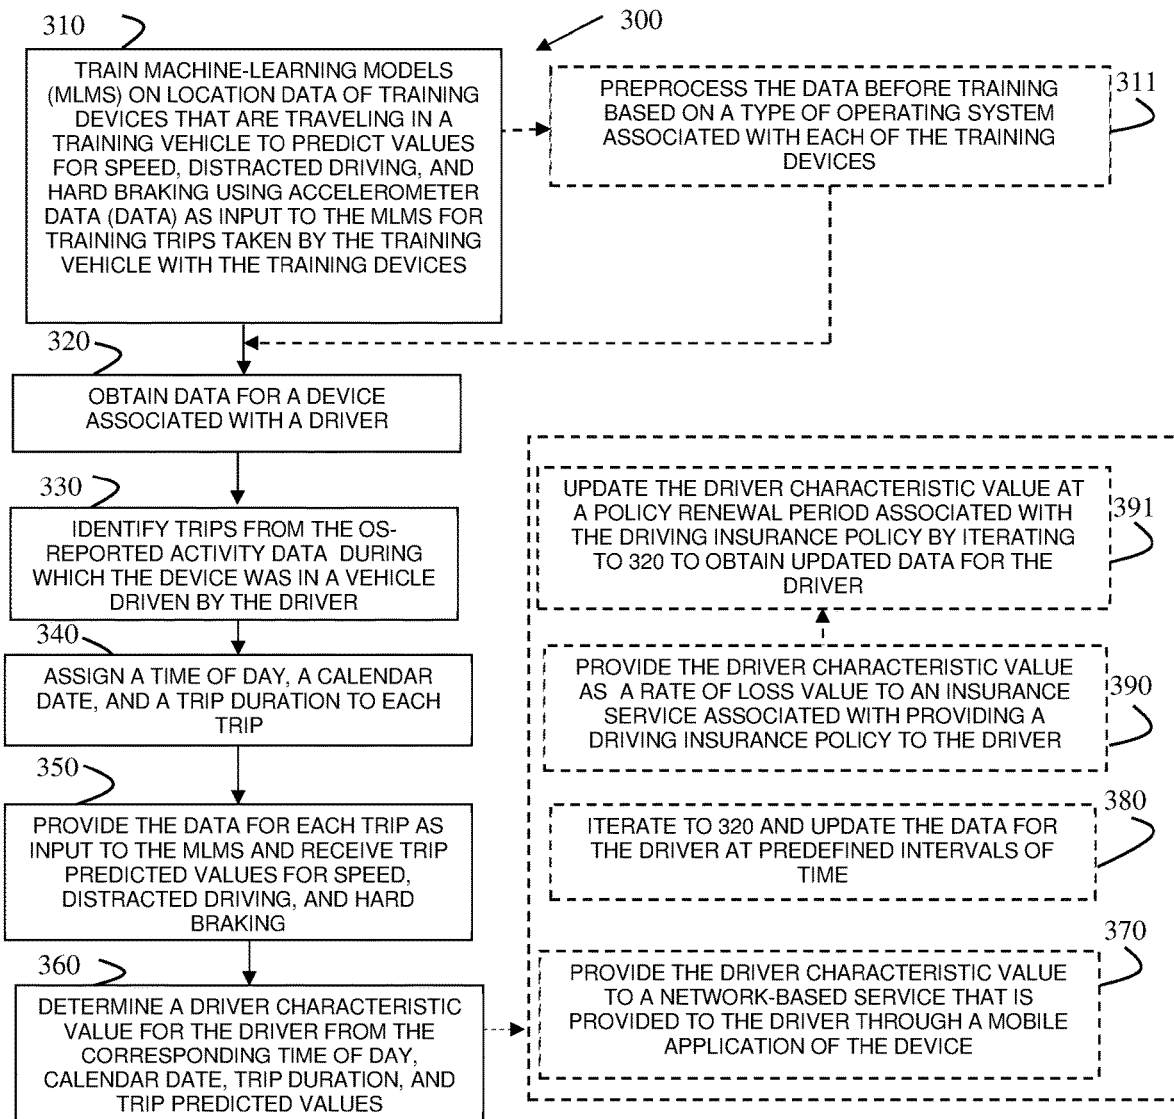 310
300
TRAIN MACHINE-LEARNING MODELS
(MLMS) ON LOCATION DATA OF TRAINING
DEVICES THAT ARE TRAVELING IN A
TRAINING VEHICLE TO PREDICT VALUES
FOR SPEED, DISTRACTED DRIVING, AND
HARD BRAKING USING ACCELEROMETER
DATA (DATA) AS INPUT TO THE MLMS FOR
TRAINING TRIPS TAKEN BY THE TRAINING
VEHICLE WITH THE TRAINING DEVICES
311
PREPROCESS THE DATA BEFORE TRAINING
BASED ON A TYPE OF OPERATING SYSTEM
ASSOCIATED WITH EACH OF THE TRAINING
DEVICES
320
OBTAIN DATA FOR A DEVICE
ASSOCIATED WITH A DRIVER
330
IDENTIFY TRIPS FROM THE OS-
REPORTED ACTIVITY DATA DURING
WHICH THE DEVICE WAS IN A VEHICLE
DRIVEN BY THE DRIVER
340
ASSIGN A TIME OF DAY, A CALENDAR
DATE, AND A TRIP DURATION TO EACH
TRIP
350
PROVIDE THE DATA FOR EACH TRIP AS
INPUT TO THE MLMS AND RECEIVE TRIP
PREDICTED VALUES FOR SPEED,
DISTRACTED DRIVING, AND HARD
BRAKING
360
DETERMINE A DRIVER CHARACTERISTIC
VALUE FOR THE DRIVER FROM THE
CORRESPONDING TIME OF DAY,
CALENDAR DATE, TRIP DURATION, AND
TRIP PREDICTED VALUES
391
UPDATE THE DRIVER CHARACTERISTIC VALUE AT
A POLICY RENEWAL PERIOD ASSOCIATED WITH
THE DRIVING INSURANCE POLICY BY ITERATING
TO 320 TO OBTAIN UPDATED DATA FOR THE
DRIVER
390
PROVIDE THE DRIVER CHARACTERISTIC VALUE
AS A RATE OF LOSS VALUE TO AN INSURANCE
SERVICE ASSOCIATED WITH PROVIDING A
DRIVING INSURANCE POLICY TO THE DRIVER
380
ITERATE TO 320 AND UPDATE THE DATA FOR
THE DRIVER AT PREDEFINED INTERVALS OF
TIME
370
PROVIDE THE DRIVER CHARACTERISTIC VALUE
TO A NETWORK-BASED SERVICE THAT IS
PROVIDED TO THE DRIVER THROUGH A MOBILE
APPLICATION OF THE DEVICE